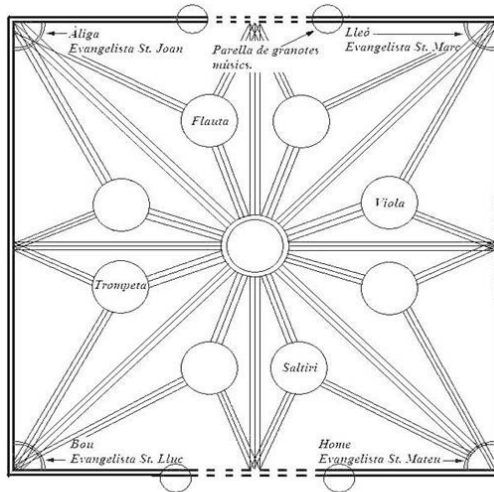 Àliga
Evangelista St. Joan
Parella de granotes
músics.
Lleó
Evangelista St. Marc
Flauta
Viola
Trompeta
Saltiri
Bou
Evangelista St. Lluc
Home
Evangelista St. Mateu